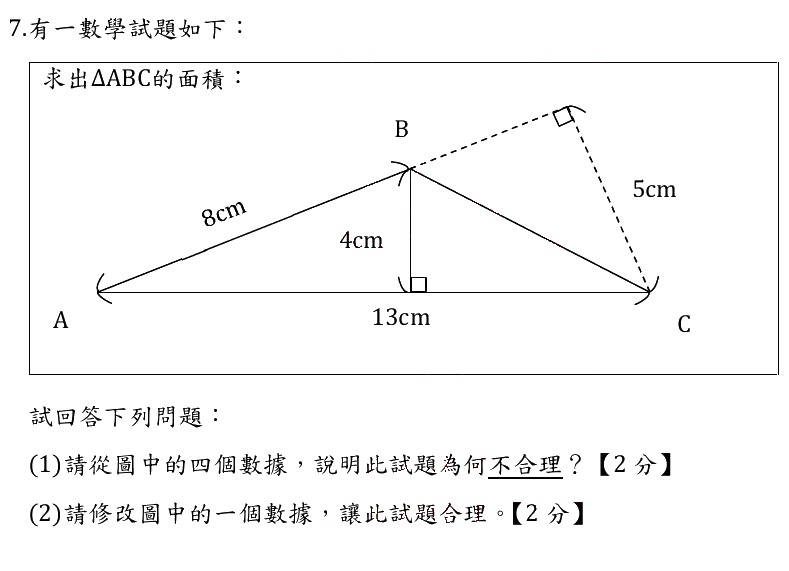 7.有一數學試題如下：
求出ΔABC的面積：
B
8cm
5cm
4cm
13cm
A
C
試回答下列問題：
(1)請從圖中的四個數據，說明此試題為何不合理？【2 分】
(2)請修改圖中的一個數據，讓此試題合理。【2 分】